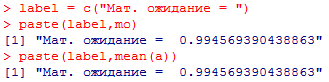 > label = c("Мат. ожидание = ")
> paste(label,mo)
[1] "Мат. ожидание =  0.994569390438863"
> paste(label,mean(a))
[1] "Мат. ожидание =  0.994569390438863"